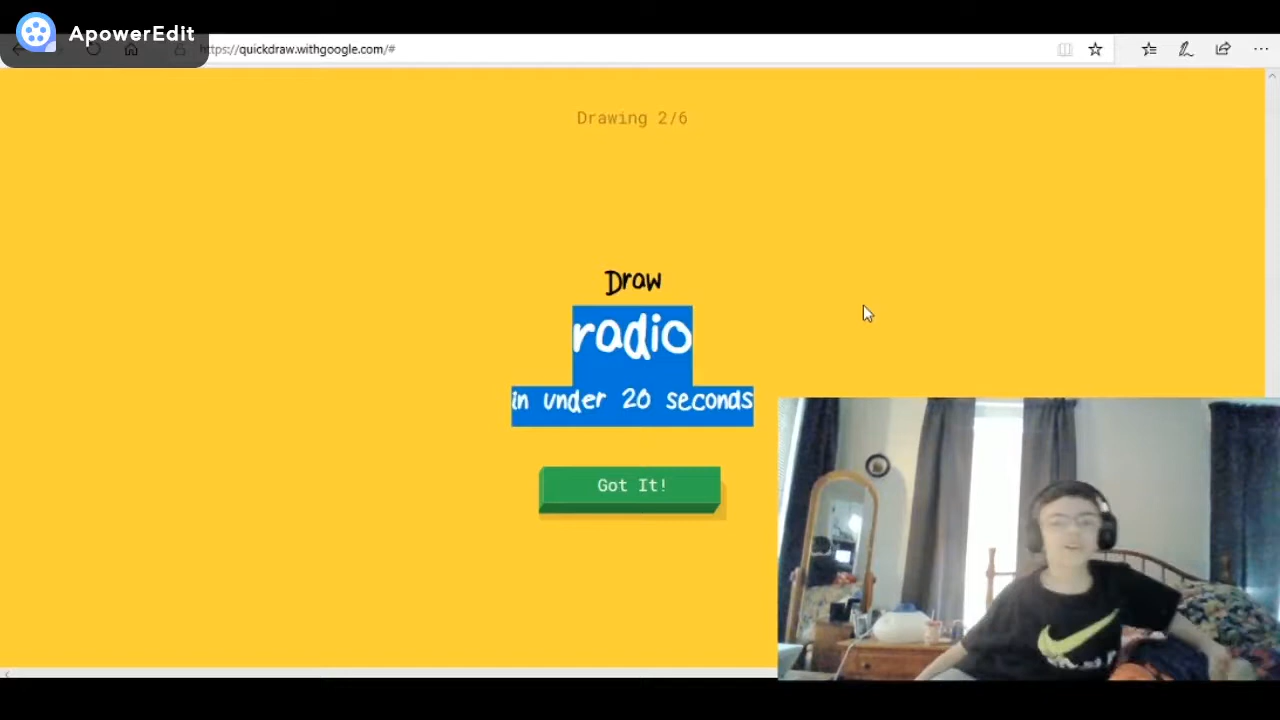 ApowerEdit
https://quickdraw.withgoogle.com/#
Drawing 2/6
Draw
radio
in under 20 seconds
Got It!